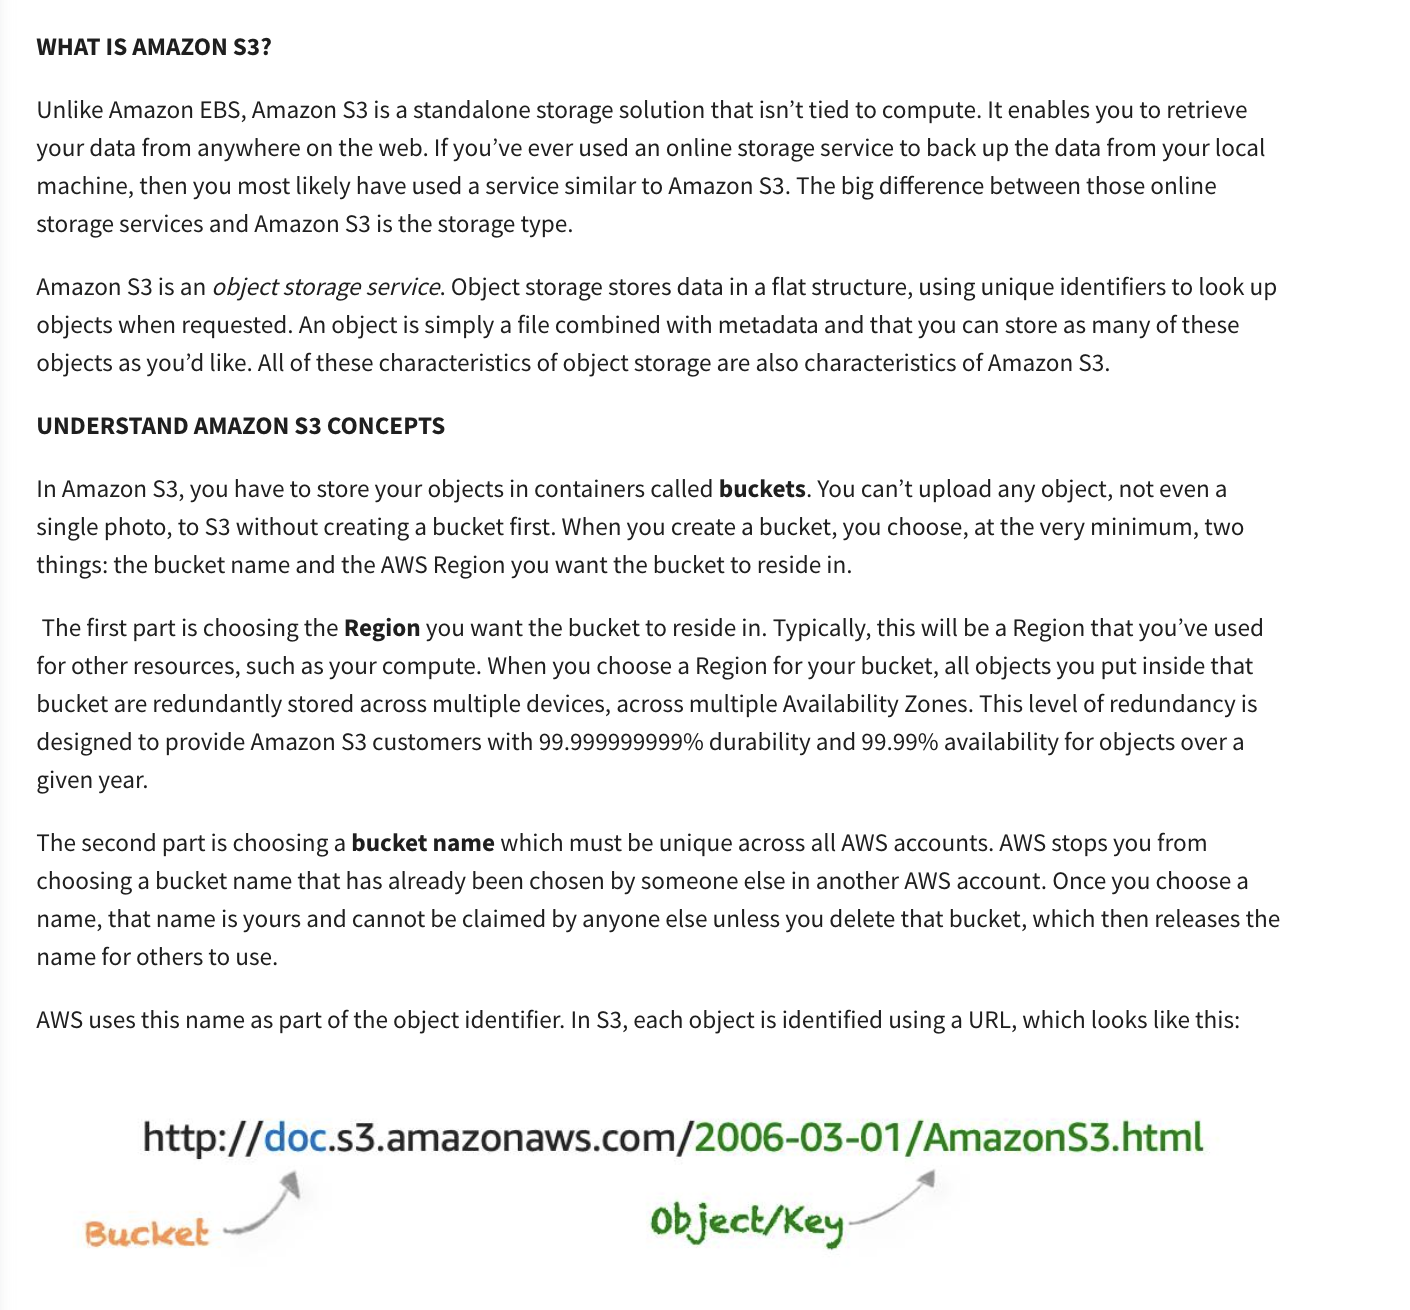 WHAT IS AMAZON S3?
Unlike Amazon EBS, Amazon S3 is a standalone storage solution that isn’t tied to compute. It enables you to retrieve
your data from anywhere on the web. If you’ve ever used an online storage service to back up the data from your local
machine, then you most likely have used a service similar to Amazon S3. The big difference between those online
storage services and Amazon S3 is the storage type.
Amazon S3 is an object storage service. Object storage stores data in a flat structure, using unique identifiers to look up
objects when requested. An object is simply a file combined with metadata and that you can store as many of these
objects as you’d like. All of these characteristics of object storage are also characteristics of Amazon S3.
UNDERSTAND AMAZON S3 CONCEPTS
In Amazon S3, you have to store your objects in containers called buckets. You can’t upload any object, not even a
single photo, to S3 without creating a bucket first. When you create a bucket, you choose, at the very minimum, two
things: the bucket name and the AWS Region you want the bucket to reside in.
The first part is choosing the Region you want the bucket to reside in. Typically, this will be a Region that you’ve used
for other resources, such as your compute. When you choose a Region for your bucket, all objects you put inside that
bucket are redundantly stored across multiple devices, across multiple Availability Zones. This level of redundancy is
designed to provide Amazon S3 customers with 99.999999999% durability and 99.99% availability for objects over a
given year.
The second part is choosing a bucket name which must be unique across all AWS accounts. AWS stops you from
choosing a bucket name that has already been chosen by someone else in another AWS account. Once you choose a
name, that name is yours and cannot be claimed by anyone else unless you delete that bucket, which then releases the
name for others to use.
AWS uses this name as part of the object identifier. In S3, each object is identified using a URL, which looks like this:
http://doc.s3.amazonaws.com/2006-03-01/AmazonS3.html
Bucket
Object/Key